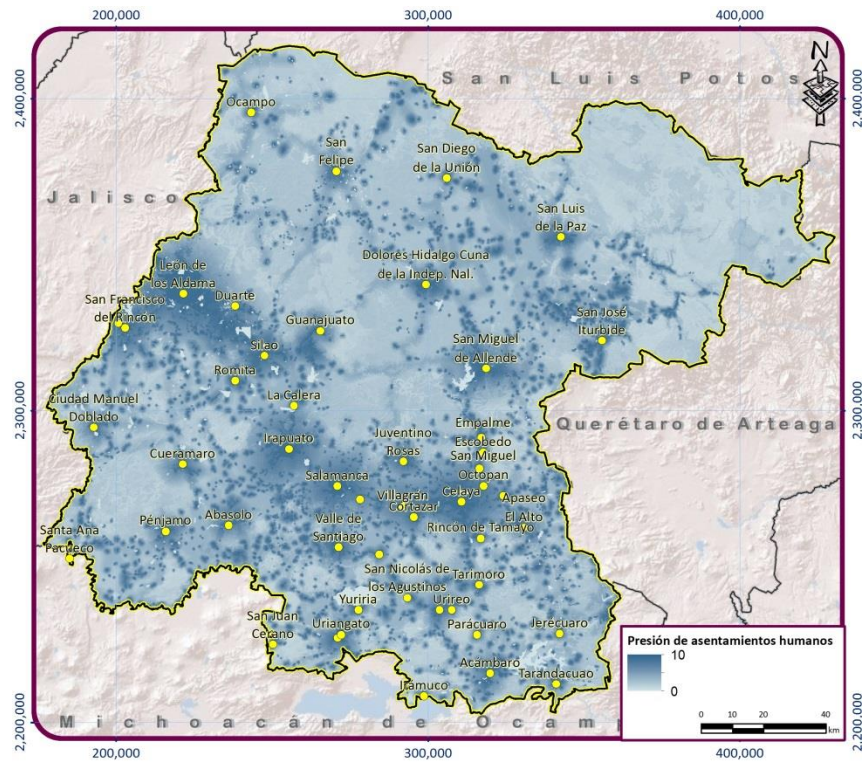 200,000
300,000
400,000
N
San Luis Potos
2,400,000
2,400,000
Ocampo
San
Felipe
San Diego
de la Unión
Jalisco
San Luis
de la Paz
León de
los Aldama
Dolores Hidalgo Cuna
de la Indep. Nal.
San Francisco
del Rincón
Duarte
Guanajuato
San José
Iturbide
Silao
San Miguel
de Allende
Romita
La Calera
Ciudad Manuel
Doblado
2,300,000
2,300,000
Querétaro de Arteaga
Empalme
Escobedo
Irapuato
Juventino
Rosas
Cuerámaro
San Miguel
Octopan
Salamanca
Celaya
Villagrán
Cortazar
Apaseo
El Alto
Abasolo
Pénjamo
Valle de
Santiago
Rincón de Tamayo
Santa Ana
Pacueco
San Nicolás de
los Agustinos
Tarimoro
Yuriria
Urireo
San Juan
Cerano
Uriangato
Parácuaro
Jerécuaro
Acámbaro
Tarandacuao
Iramuco
Presión de asentamientos humanos
10
0
0
10
20
40
km
Michoacán de Ocamp
2,200,000
2,200,000
200,000
300,000
400,000